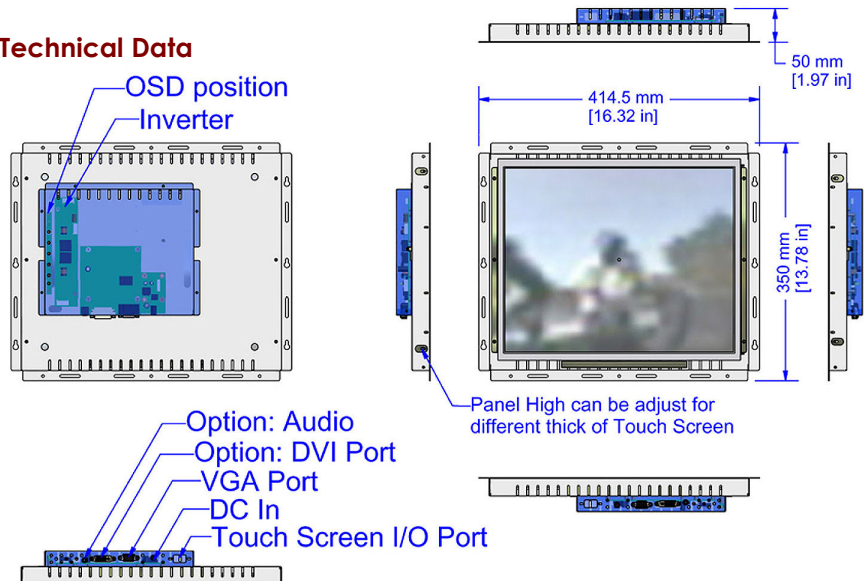 Technical Data
OSD position
Inverter
50 mm
[1.97 in]
414.5 mm
[16.32 in]
350 mm
[13.78 in]
Panel High can be adjust for
different thick of Touch Screen
Option: Audio
Option: DVI Port
VGA Port
DC In
Touch Screen I/O Port